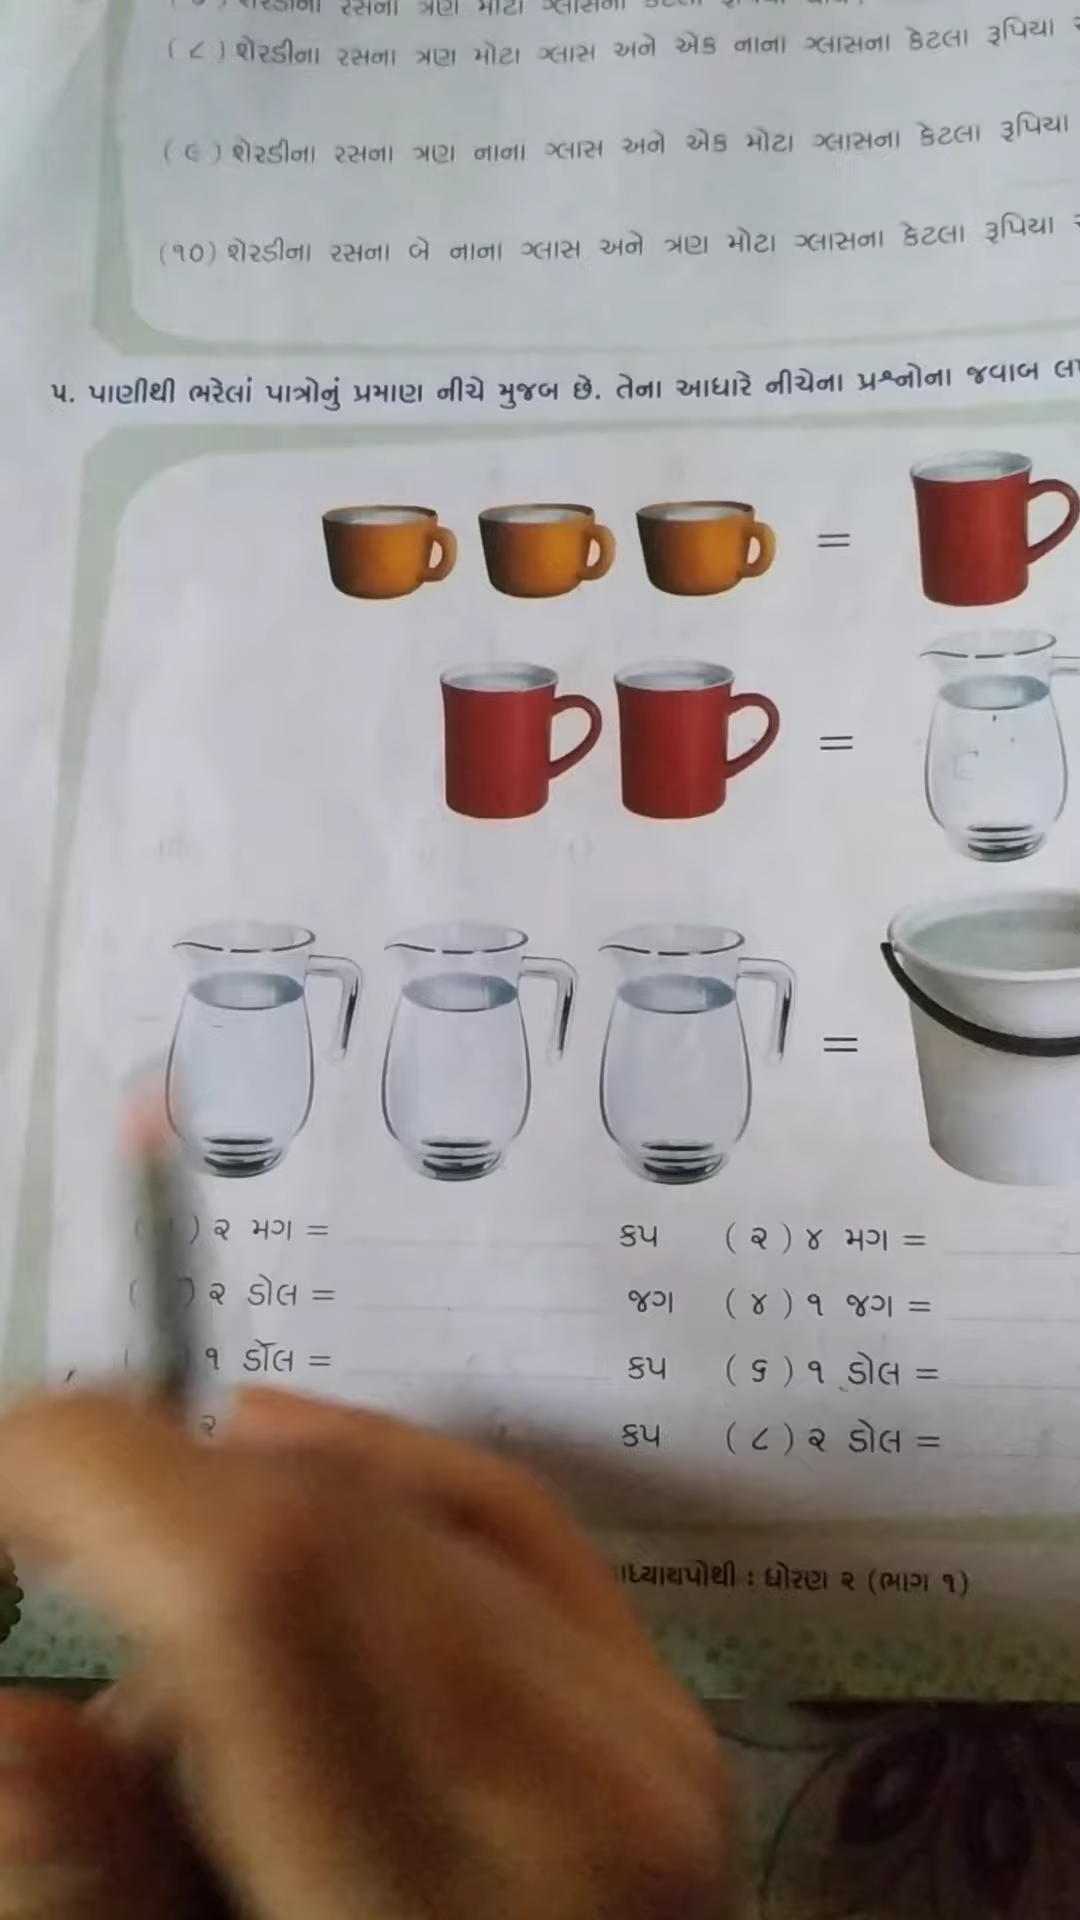 (૮) શેરડીના રસના ત્રણ મોટા ગ્લાસ અને એક નાના ગ્લાસના કેટલા રૂપિયા
(૯) શેરડીના રસના ત્રણ નાના ગ્લાસ અને એક મોટા ગ્લાસના કેટલા રૂપિયા
(૧૦) શેરડીના રસના બે નાના ગ્લાસ અને ત્રણ મોટા ગ્લાસના કેટલા રૂપિયા
૫. પાણીથી ભરેલાં પાત્રોનું પ્રમાણ નીચે મુજબ છે. તેના આધારે નીચેના પ્રશ્નોના જવાબ
=
=
=
) ૨ મગ = કપ (૨) ૪ મગ =
) ૨ ડોલ = જગ (૪) ૧ જગ =
૧ ડોલ = કપ (૬) ૧ ડોલ =
૨ કપ (૮) ૨ ડોલ =
ધોરણ ૨ (ભાગ ૧)